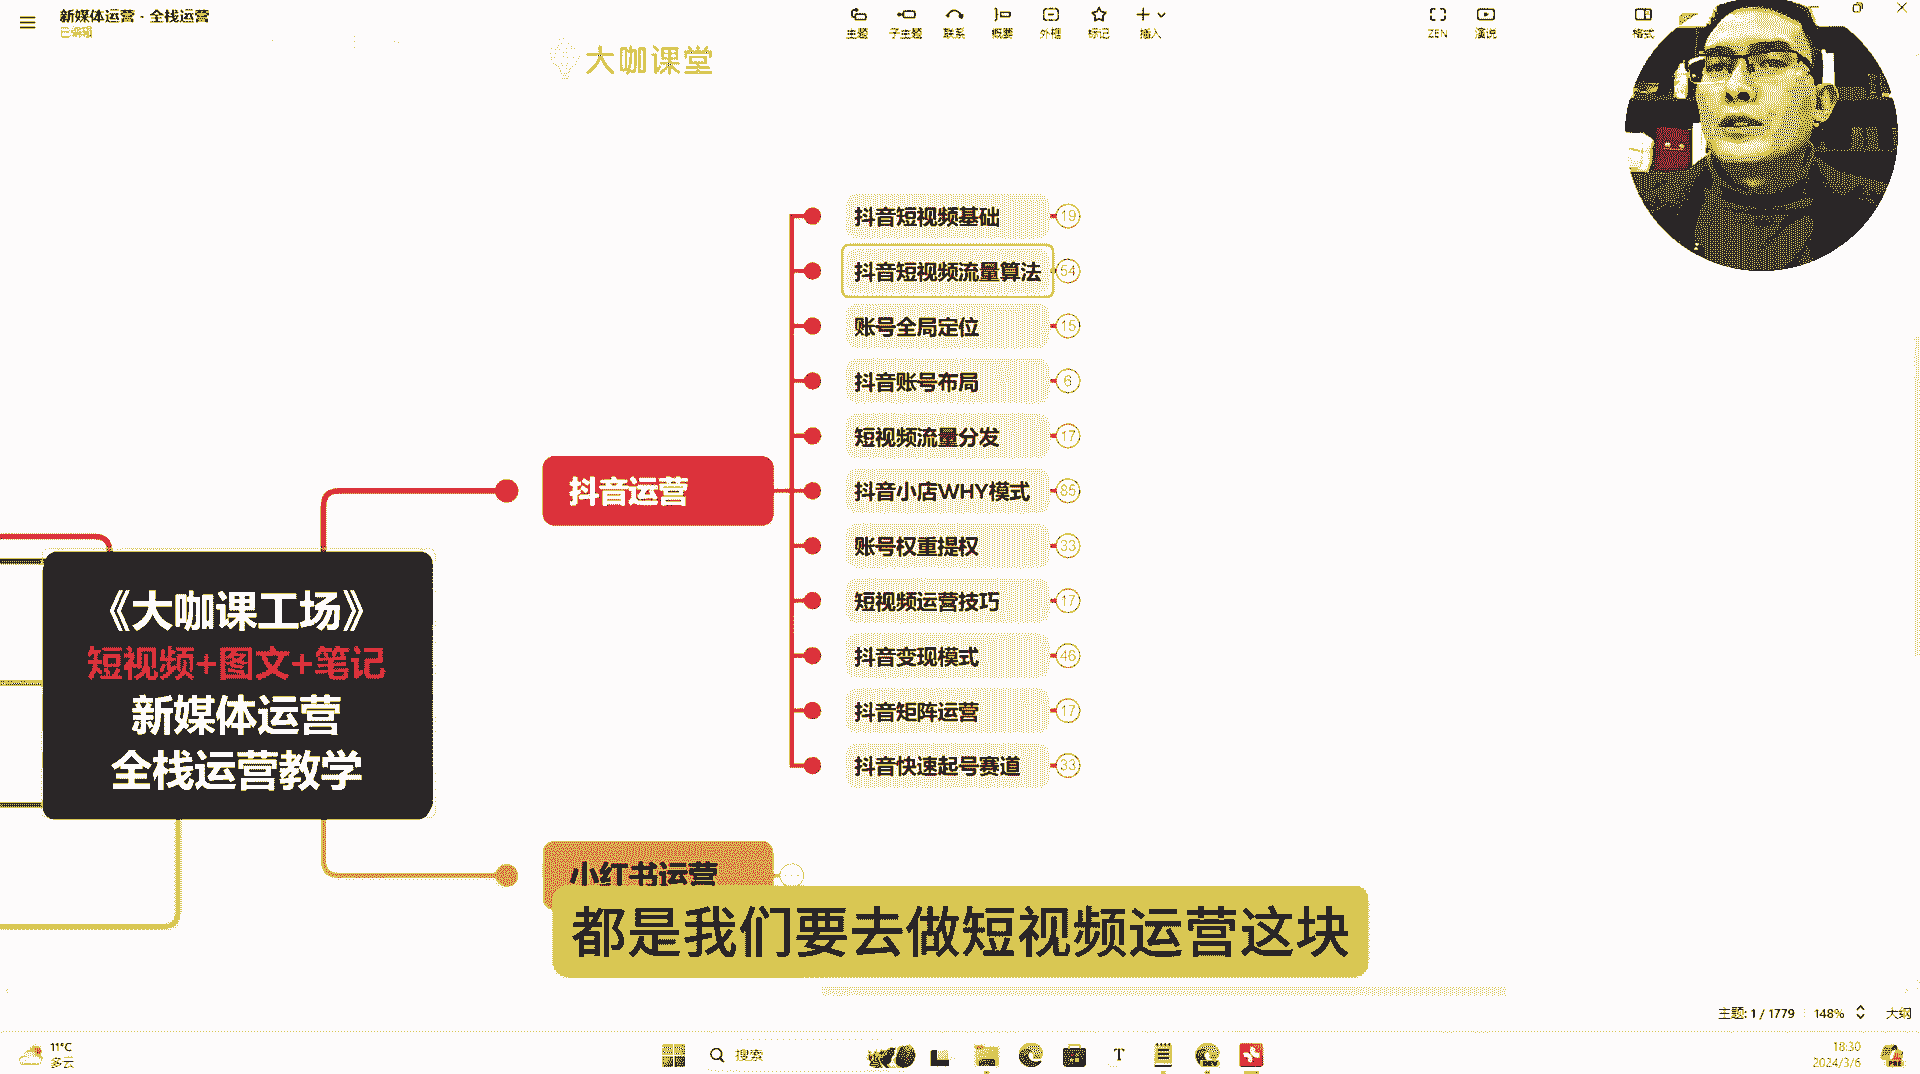 新媒体运营 · 全栈运营
已编辑
主题
子主题
联系
概要
外框
标记
插入
ZEN
演说
格式
大咖课堂
抖音短视频基础
19
抖音短视频流量算法
54
账号全局定位
15
抖音账号布局
6
短视频流量分发
17
抖音小店WHY模式
85
账号权重提权
33
短视频运营技巧
17
抖音变现模式
46
抖音矩阵运营
17
抖音快速起号赛道
33
抖音运营
《大咖课工场》
短视频+图文+笔记
新媒体运营
全栈运营教学
小红书运营
都是我们要去做短视频运营这块
主题: 1 / 1779
148%
大纲
11°C
多云
搜索
18:30
2024/3/6